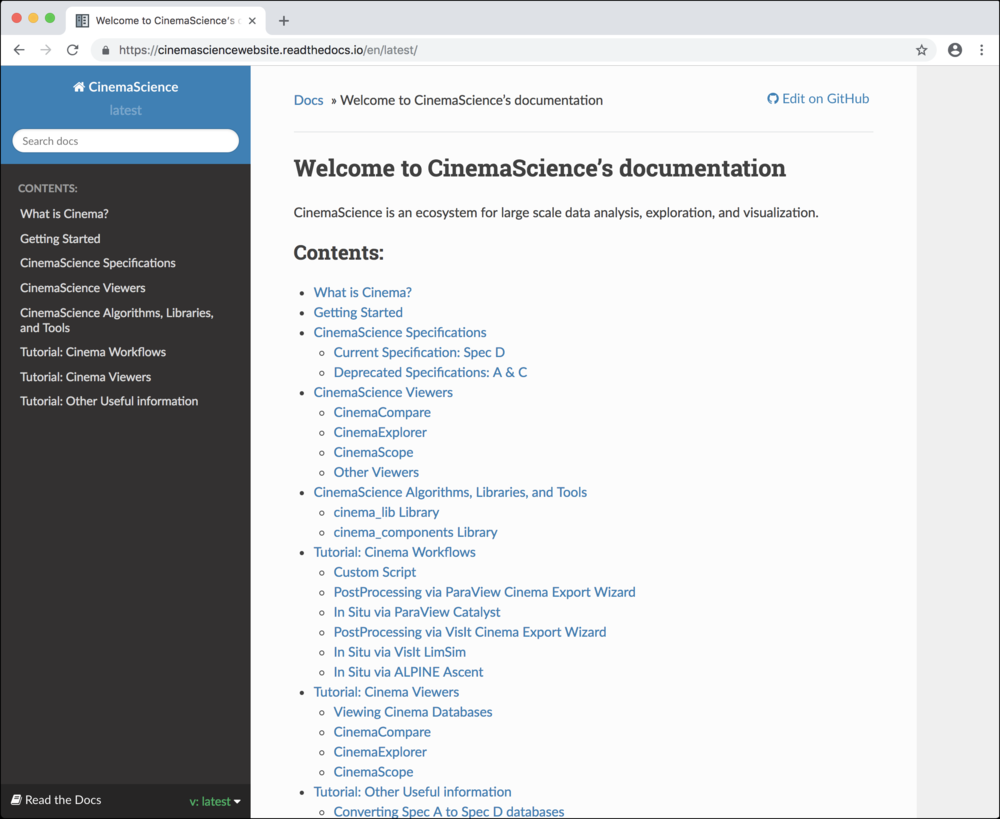 Welcome to CinemaScience's
https://cinemasciencewebsite.readthedocs.io/en/latest/
CinemaScience
latest
Search docs
CONTENTS:
What is Cinema?
Getting Started
CinemaScience Specifications
CinemaScience Viewers
CinemaScience Algorithms, Libraries,
and Tools
Tutorial: Cinema Workflows
Tutorial: Cinema Viewers
Tutorial: Other Useful information
Read the Docs
v: latest
Docs » Welcome to CinemaScience's documentation
Edit on GitHub
Welcome to CinemaScience's documentation
CinemaScience is an ecosystem for large scale data analysis, exploration, and visualization.
Contents:
What is Cinema?
Getting Started
CinemaScience Specifications
Current Specification: Spec D
Deprecated Specifications: A & C
CinemaScience Viewers
CinemaCompare
CinemaExplorer
CinemaScope
Other Viewers
CinemaScience Algorithms, Libraries, and Tools
cinema_lib Library
cinema_components Library
Tutorial: Cinema Workflows
Custom Script
PostProcessing via ParaView Cinema Export Wizard
In Situ via ParaView Catalyst
PostProcessing via VisIt Cinema Export Wizard
In Situ via VisIt LimSim
In Situ via ALPINE Ascent
Tutorial: Cinema Viewers
Viewing Cinema Databases
CinemaCompare
CinemaExplorer
CinemaScope
Tutorial: Other Useful information
Converting Spec A to Spec D databases